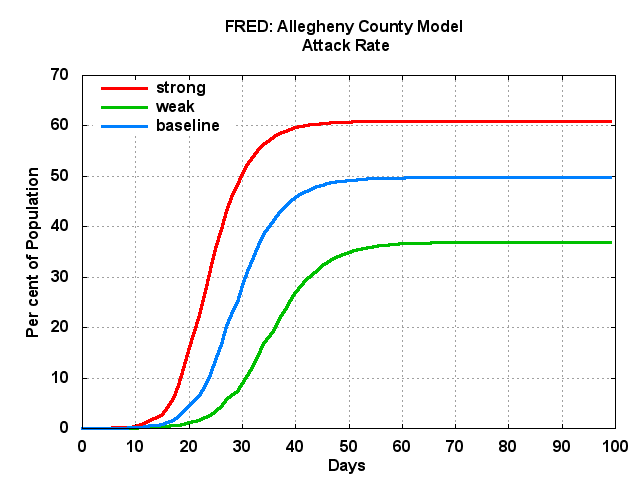 FRED: Allegheny County Model
Attack Rate
70
60
50
40
30
20
10
0
Per cent of Population
strong
weak
baseline
0 10 20 30 40 50 60 70 80 90 100
Days